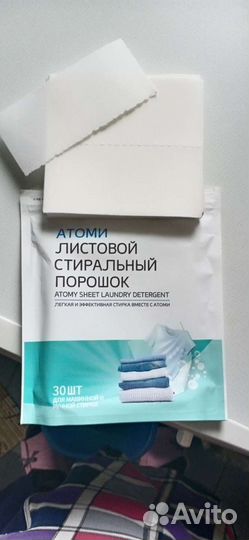 АТОМИ
ЛИСТОВОЙ
СТИРАЛЬНЫЙ
ПОРОШОК
ATOMY SHEET LAUNDRY DETERGENT
ЛЕГКАЯ И ЭФФЕКТИВНАЯ СТИРКА ВМЕСТЕ С АТОМИ
30 ШТ
ДЛЯ МАШИННОЙ И
РУЧНОЙ СТИРКИ
Avito